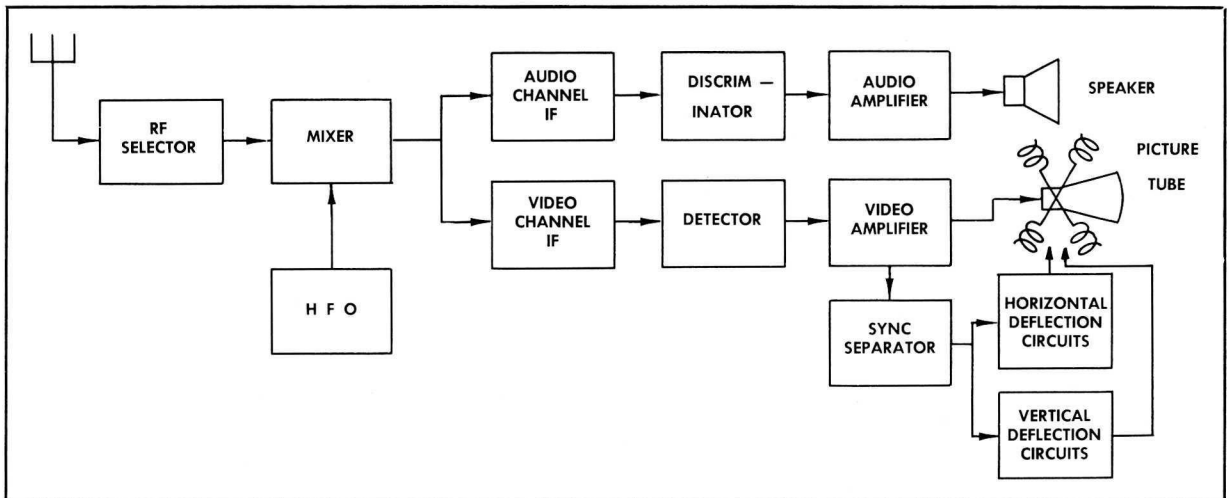 RF
SELECTOR
MIXER
H F O
AUDIO
CHANNEL
IF
DISCRIM –
INATOR
AUDIO
AMPLIFIER
SPEAKER
VIDEO
CHANNEL
IF
DETECTOR
VIDEO
AMPLIFIER
PICTURE
TUBE
SYNC
SEPARATOR
HORIZONTAL
DEFLECTION
CIRCUITS
VERTICAL
DEFLECTION
CIRCUITS